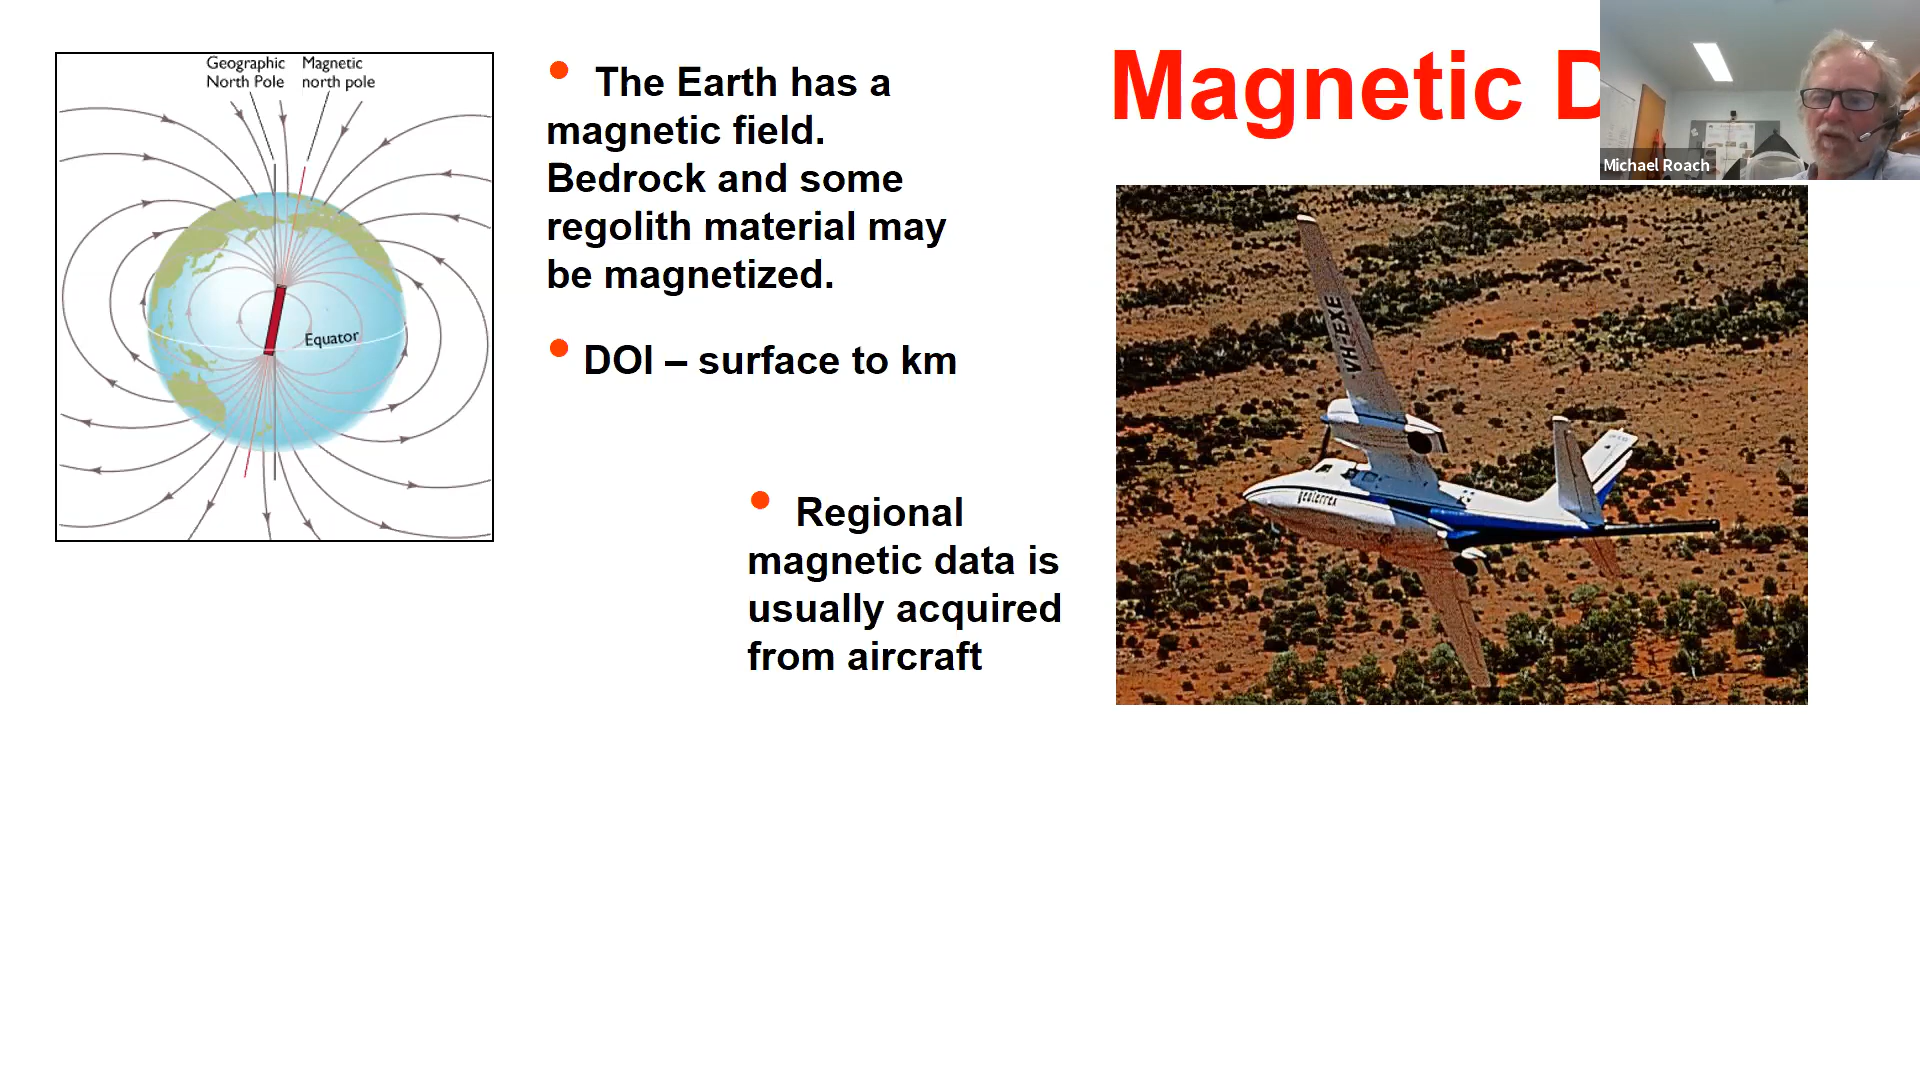 Geographic
North Pole
Magnetic
north pole
Equator
• The Earth has a
magnetic field.
Bedrock and some
regolith material may
be magnetized.
• DOI – surface to km
• Regional
magnetic data is
usually acquired
from aircraft
Magnetic D
Michael Roach
VH-EXE
geoterrex